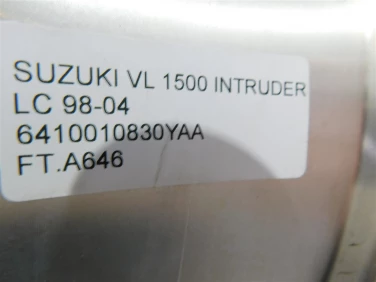 SUZUKI VL 1500 INTRUDER
LC 98-04
6410010830YAA
FT.A646